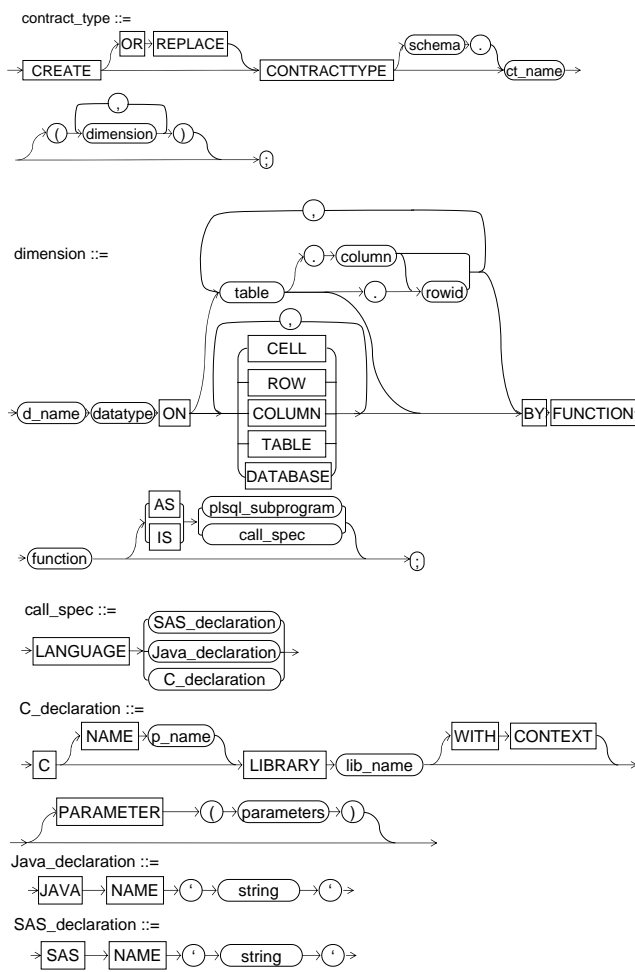 contract_type ::=
OR REPLACE schema .
CREATE CONTRACTTYPE ct_name
,
( dimension )
;
,
dimension ::=
. column
table . rowid
,
CELL
ROW
d_name datatype ON COLUMN BY FUNCTION
TABLE
DATABASE
AS plsql_subprogram
IS call_spec
function ;
call_spec ::=
SAS_declaration
LANGUAGE Java_declaration
C_declaration
C_declaration ::=
NAME p_name WITH CONTEXT
C LIBRARY lib_name
PARAMETER ( parameters )
Java_declaration ::=
JAVA NAME ‘ string ‘
SAS_declaration ::=
SAS NAME ‘ string ‘